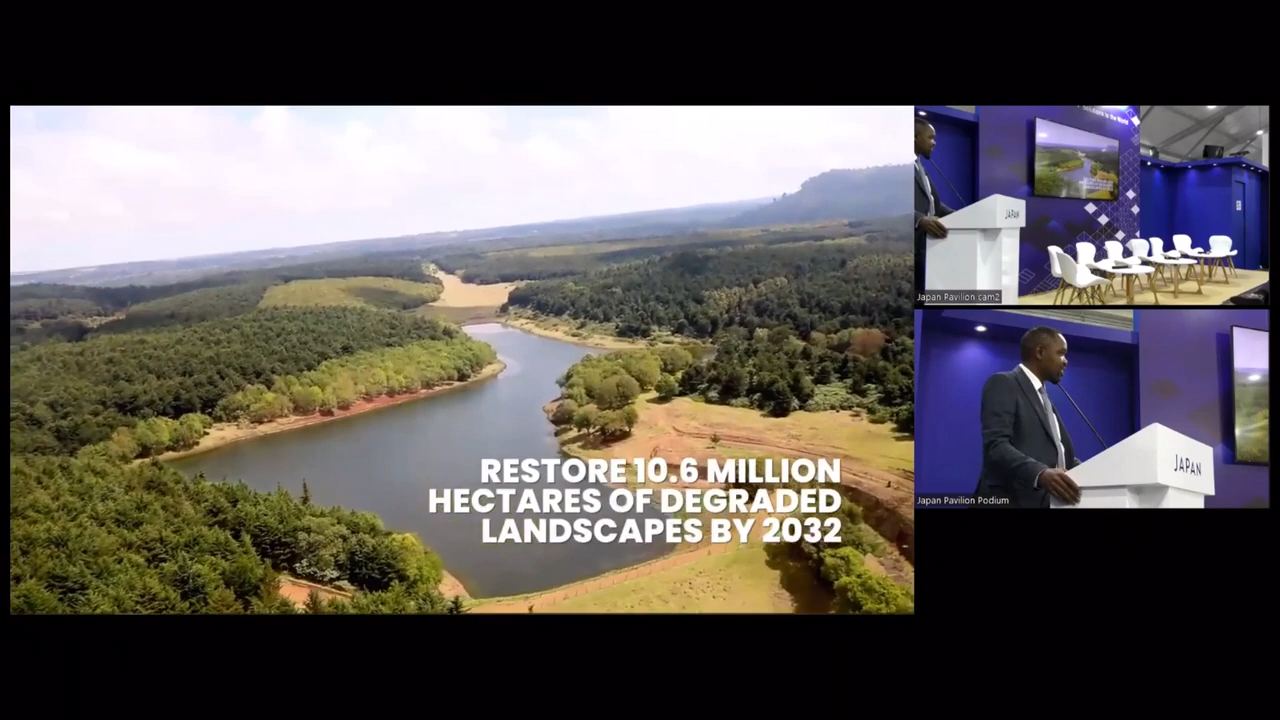 RESTORE 10.6 MILLION
HECTARES OF DEGRADED
LANDSCAPES BY 2032
JAPAN
Japan Pavilion cam2
JAPAN
Japan Pavilion Podium